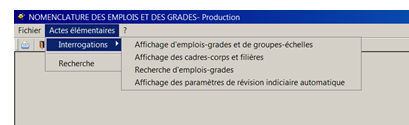 NOMENCLATURE DES EMPLOIS ET DES GRADES- Production
Fichier Actes élémentaires ?
Interrogations
Recherche
Affichage d'emplois-grades et de groupes-échelles
Affichage des cadres-corps et filières
Recherche d'emplois-grades
Affichage des paramètres de révision indiciaire automatique